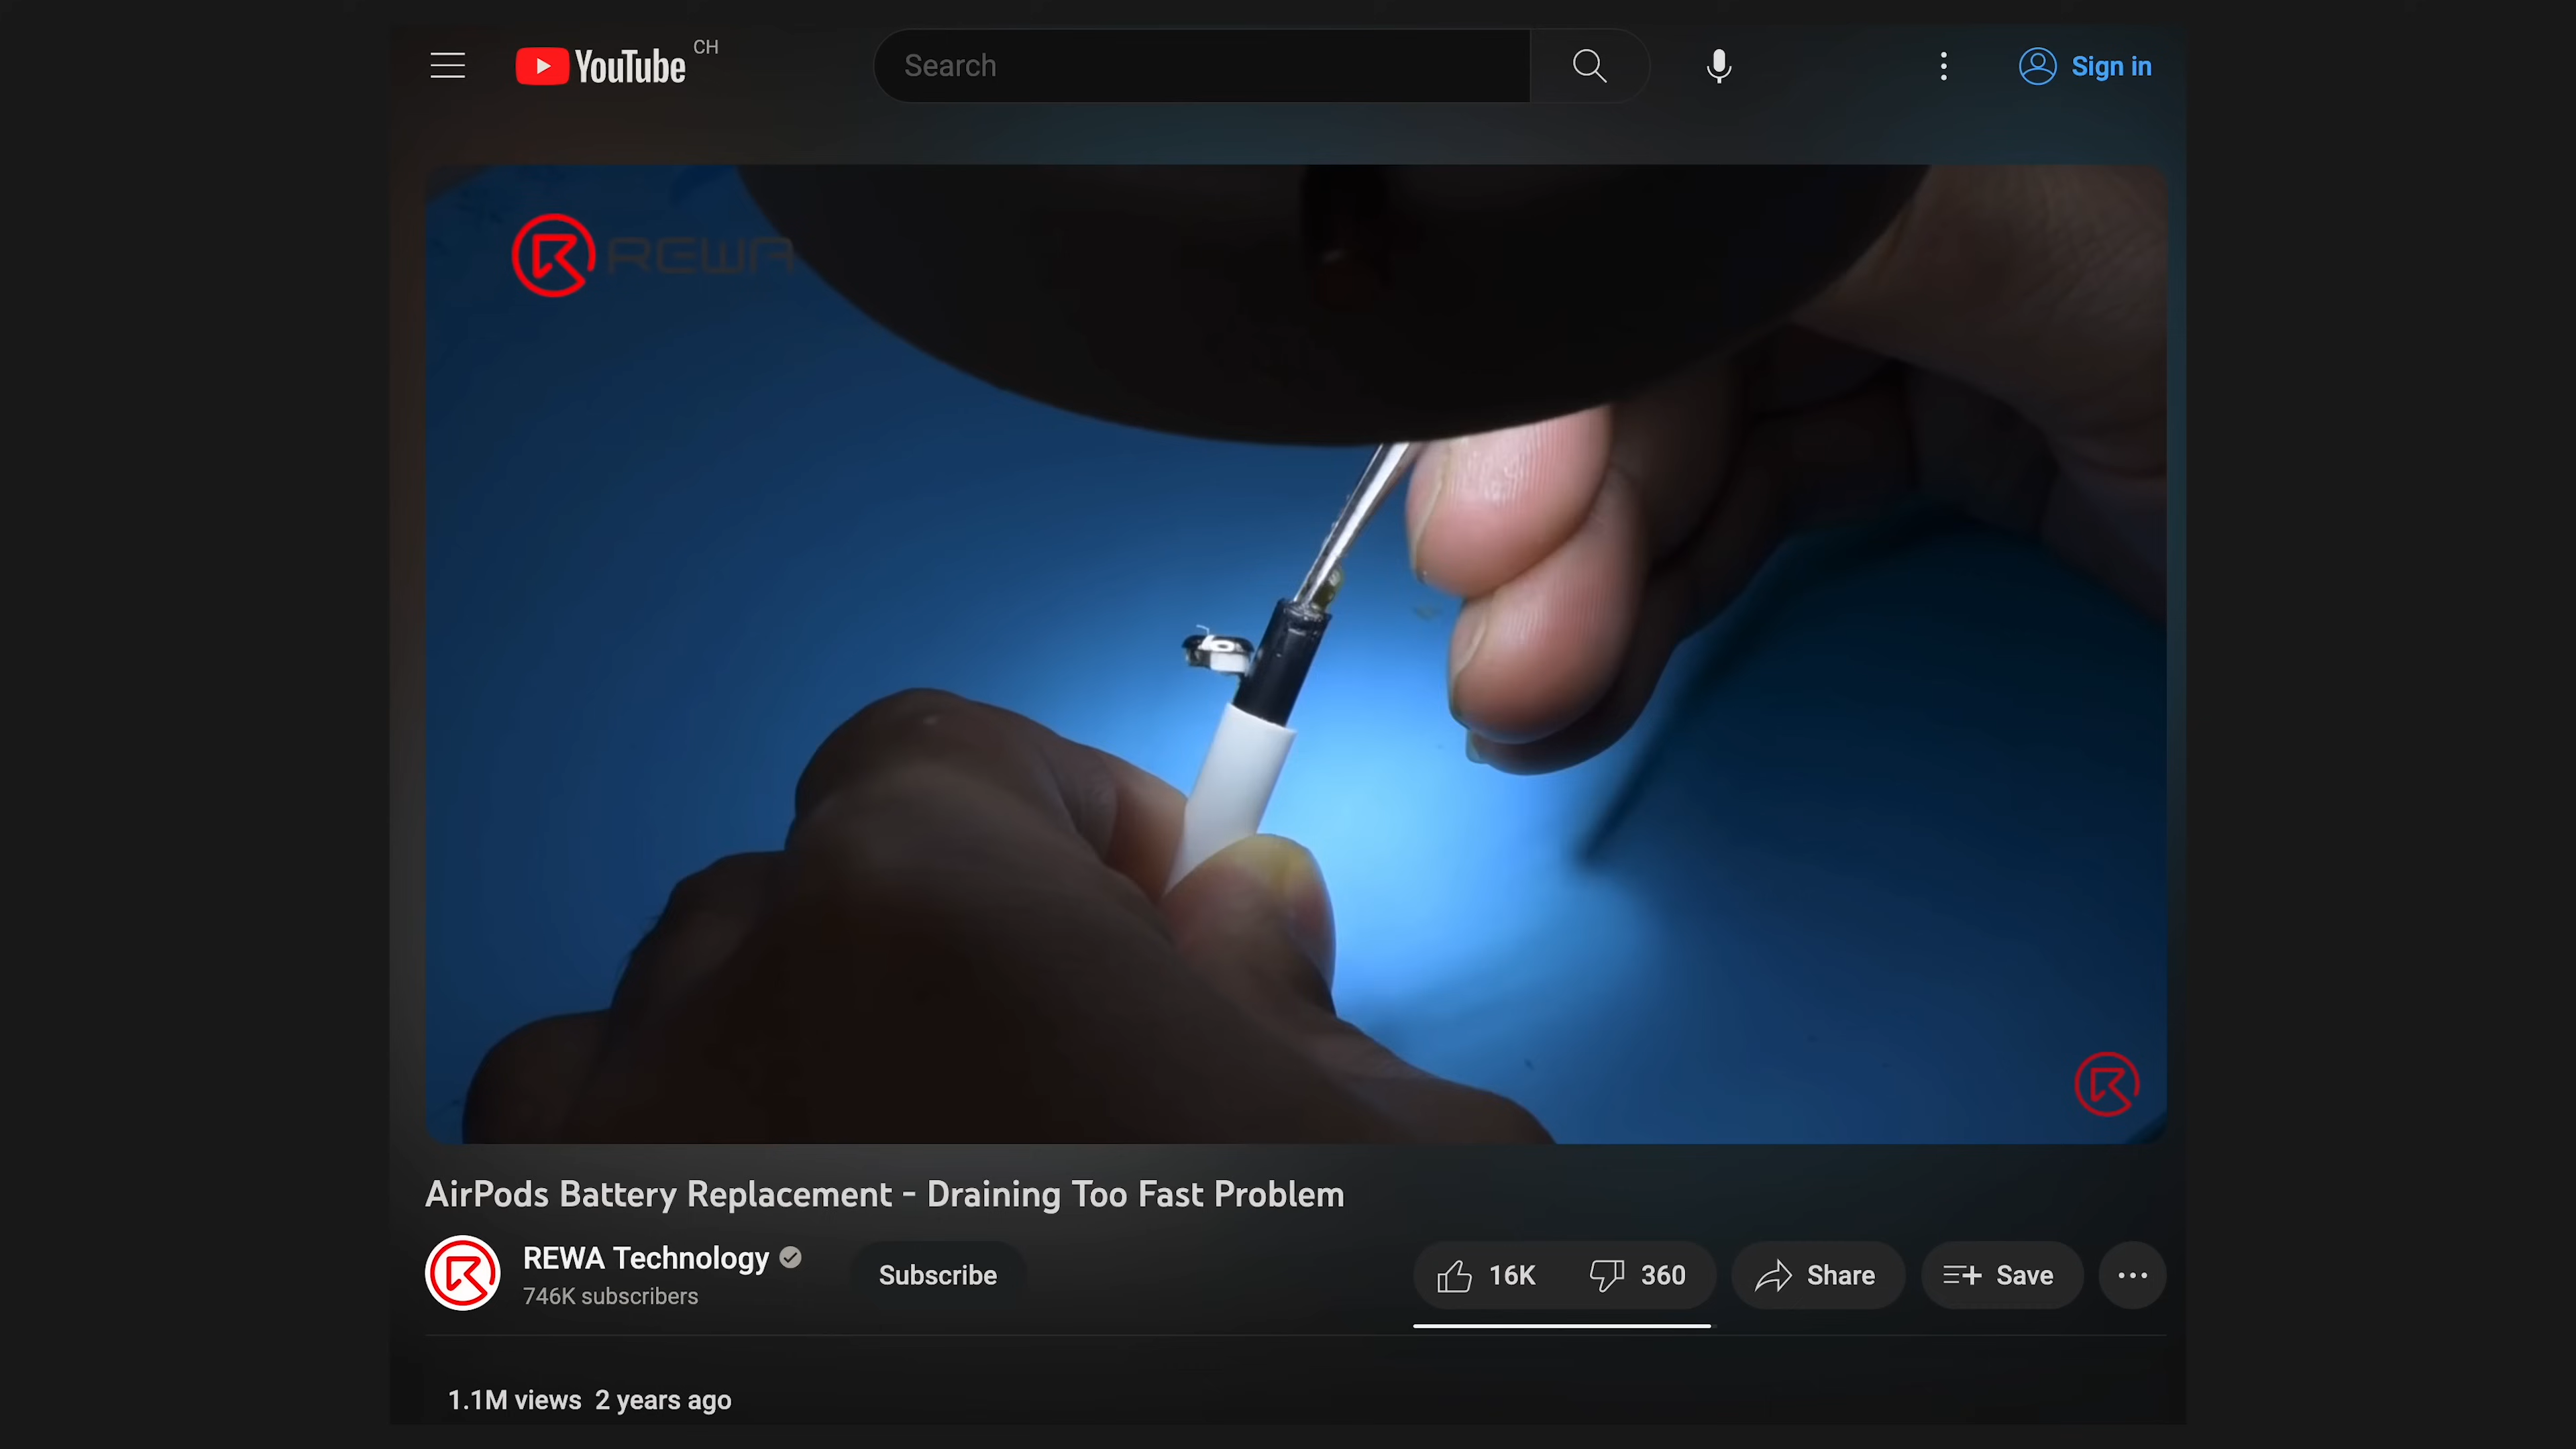 YouTube CH
Search
Sign in
REWA
AirPods Battery Replacement - Draining Too Fast Problem
REWA Technology
746K subscribers
Subscribe
16K
360
Share
Save
1.1M views 2 years ago